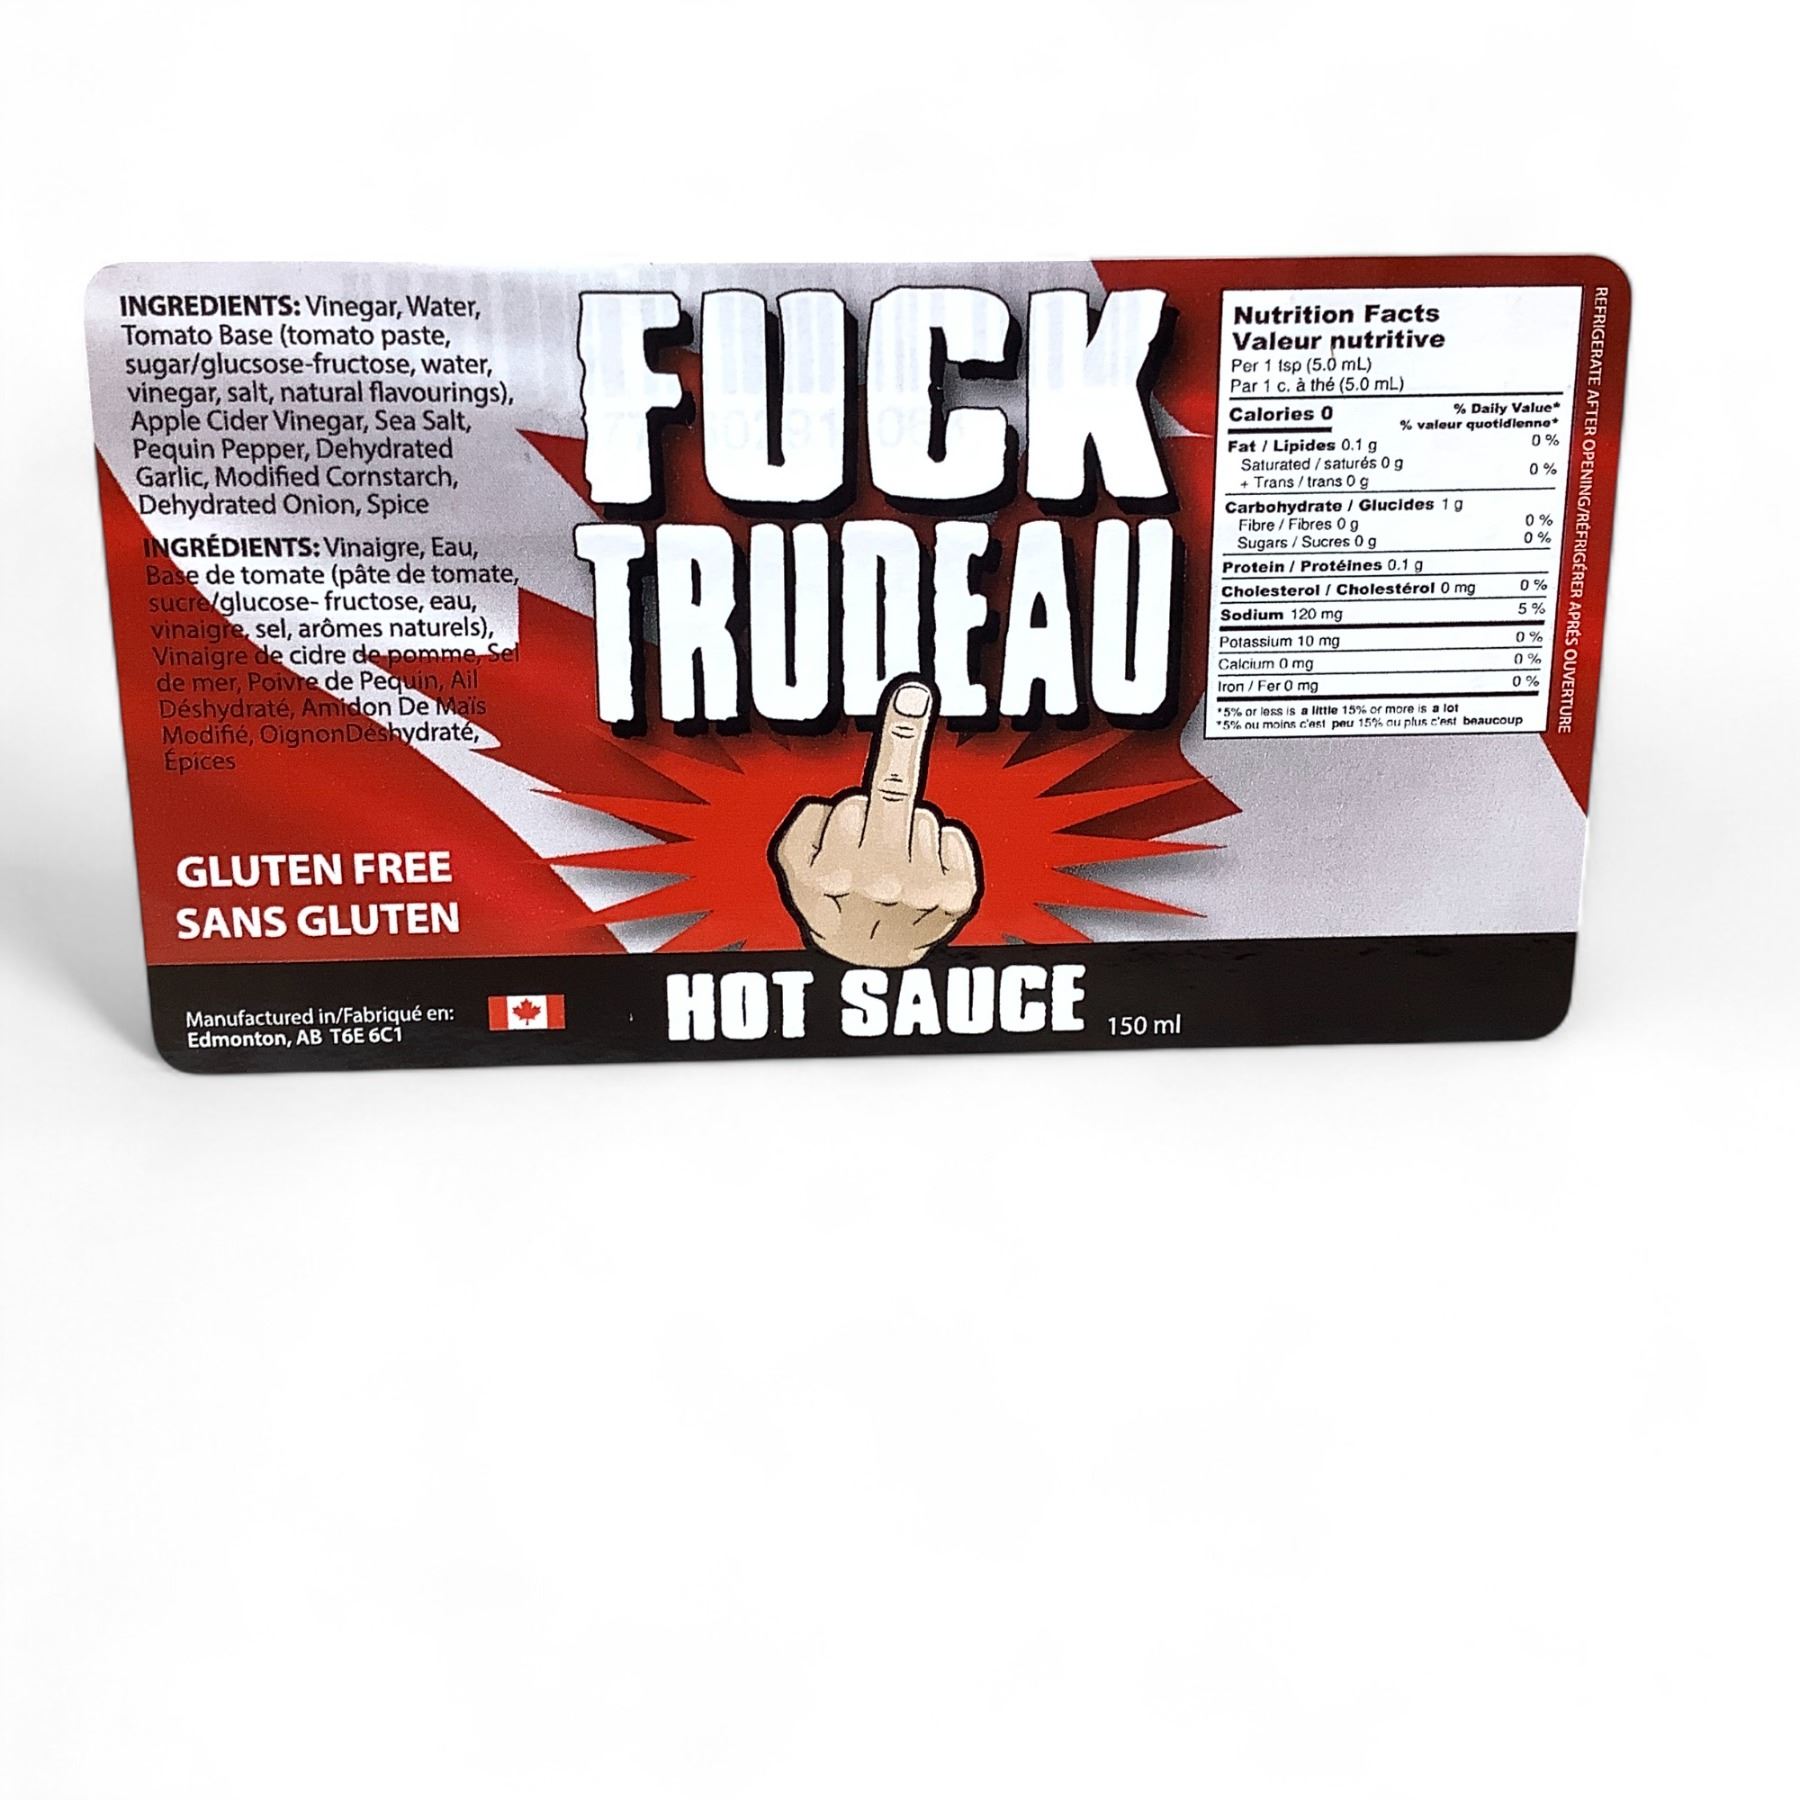 INGREDIENTS: Vinegar, Water,
Tomato Base (tomato paste,
sugar/glucsose-fructose, water,
vinegar, salt, natural flavourings),
Apple Cider Vinegar, Sea Salt,
Pequin Pepper, Dehydrated
Garlic, Modified Cornstarch,
Dehydrated Onion, Spice
INGRÉDIENTS: Vinaigre, Eau,
Base de tomate (pâte de tomate,
sucre/glucose- fructose, eau,
vinaigre, sel, arômes naturels),
Vinaigre de cidre de pomme, Sel
de mer, Poivre de Pequin, Ail
Déshydraté, Amidon De Maïs
Modifié, OignonDéshydraté,
Épices
GLUTEN FREE
SANS GLUTEN
Manufactured in/Fabriqué en:
Edmonton, AB T6E 6C1
FUCK
TRUDEAU
HOT SAUCE
150 ml
Nutrition Facts
Valeur nutritive
Per 1 tsp (5.0 mL)
Par 1 c. à thé (5.0 mL)
Calories 0
% Daily Value*
% valeur quotidienne*
Fat / Lipides 0.1 g 0 %
Saturated / saturés 0 g
+ Trans / trans 0 g 0 %
Carbohydrate / Glucides 1 g
Fibre / Fibres 0 g 0 %
Sugars / Sucres 0 g 0 %
Protein / Protéines 0.1 g
Cholesterol / Cholestérol 0 mg 0 %
Sodium 120 mg 5 %
Potassium 10 mg 0 %
Calcium 0 mg 0 %
Iron / Fer 0 mg 0 %
*5% or less is a little 15% or more is a lot
*5% ou moins c'est peu 15% ou plus c'est beaucoup
REFRIGERATE AFTER OPENING/RÉFRIGÉRER APRÉS OUVERTURE